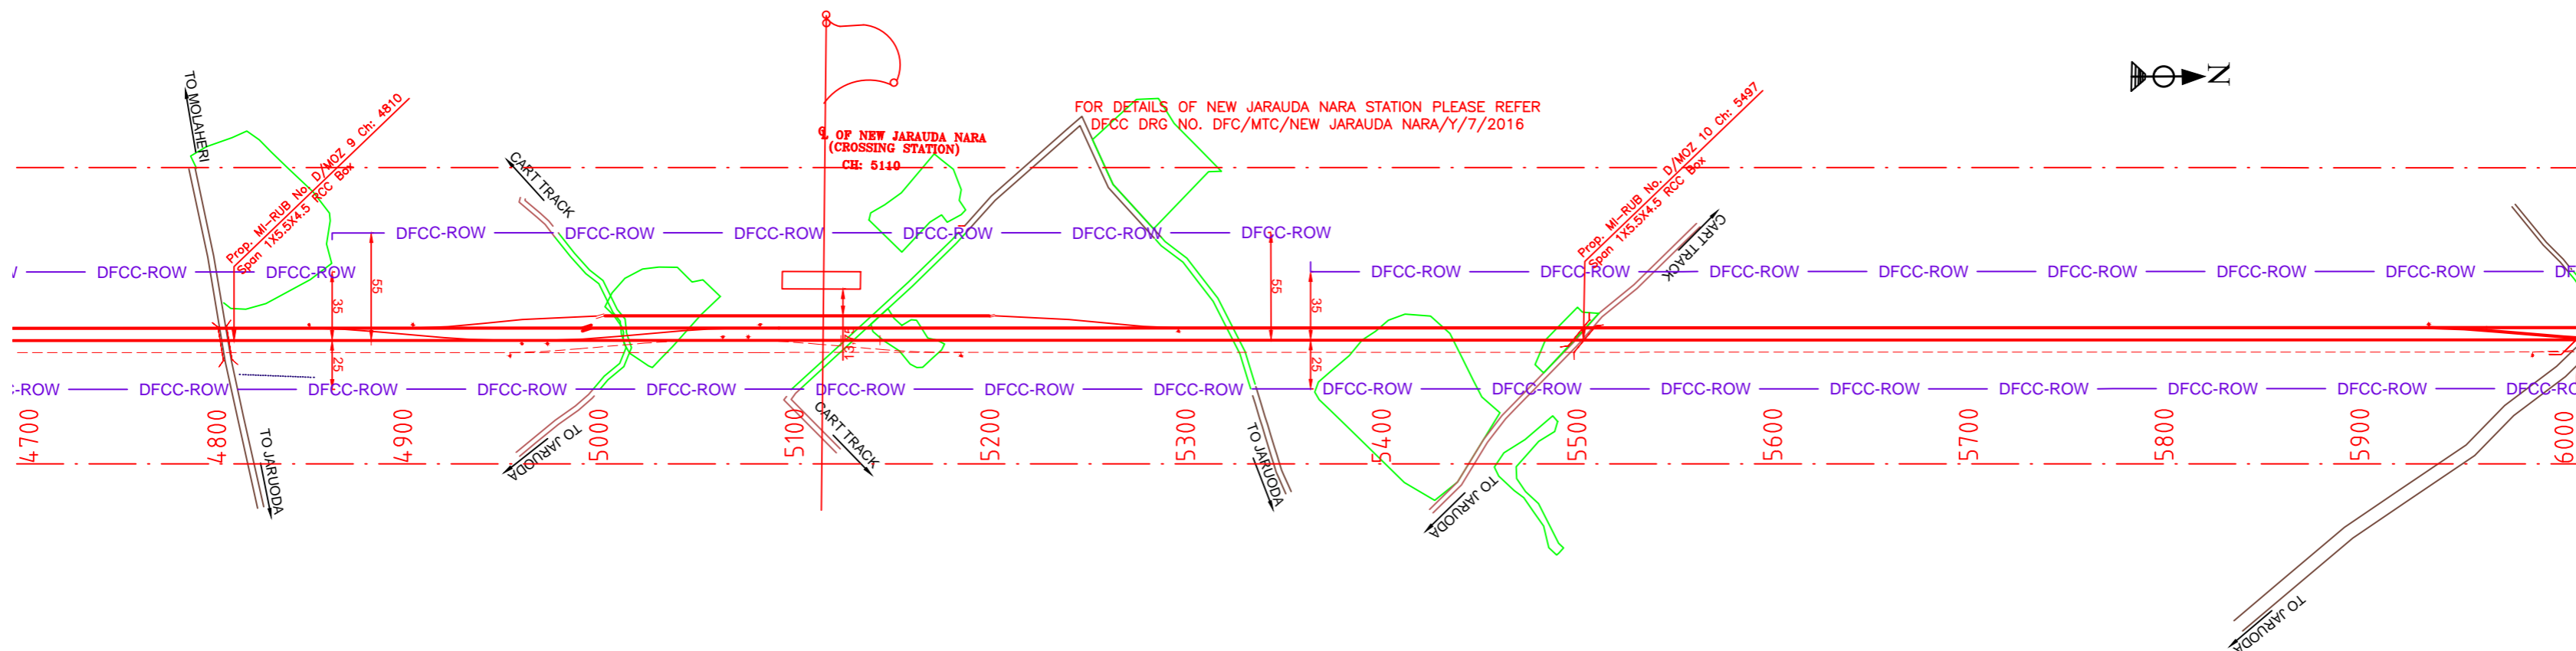 TO MOLAHERI
Prop. MI-RUB No. D/MOZ 9 Ch: 4810
Span 1X5.5X4.5 RCC Box
CART TRACK
℄ OF NEW JARAUDA NARA
(CROSSING STATION)
CH: 5110
FOR DETAILS OF NEW JARAUDA NARA STATION PLEASE REFER
DFCC DRG NO. DFC/MTC/NEW JARAUDA NARA/Y/7/2016
Prop. MI-RUB No. D/MOZ 10 Ch: 5497
Span 1X5.5X4.5 RCC Box
CART TRACK
N
DFCC-ROW DFCC-ROW DFCC-ROW DFCC-ROW DFCC-ROW DFCC-ROW
W DFCC-ROW DFCC-ROW DFCC-ROW DFCC-ROW DFCC-ROW DFCC-ROW DFCC-ROW DFCC-ROW DFCC-ROW DF
35
55
55
35
25
25
C-ROW DFCC-ROW DFCC-ROW DFCC-ROW DFCC-ROW DFCC-ROW DFCC-ROW DFCC-ROW DFCC-ROW DFCC-ROW DFCC-ROW DFCC-ROW DFCC-ROW DFCC-ROW DFCC-RO
4700 4800 4900 5000 5100 5200 5300 5400 5500 5600 5700 5800 5900 6000
TO JARUODA
TO JARUODA
CART TRACK
TO JARUODA
TO JARUODA
TO JARUODA